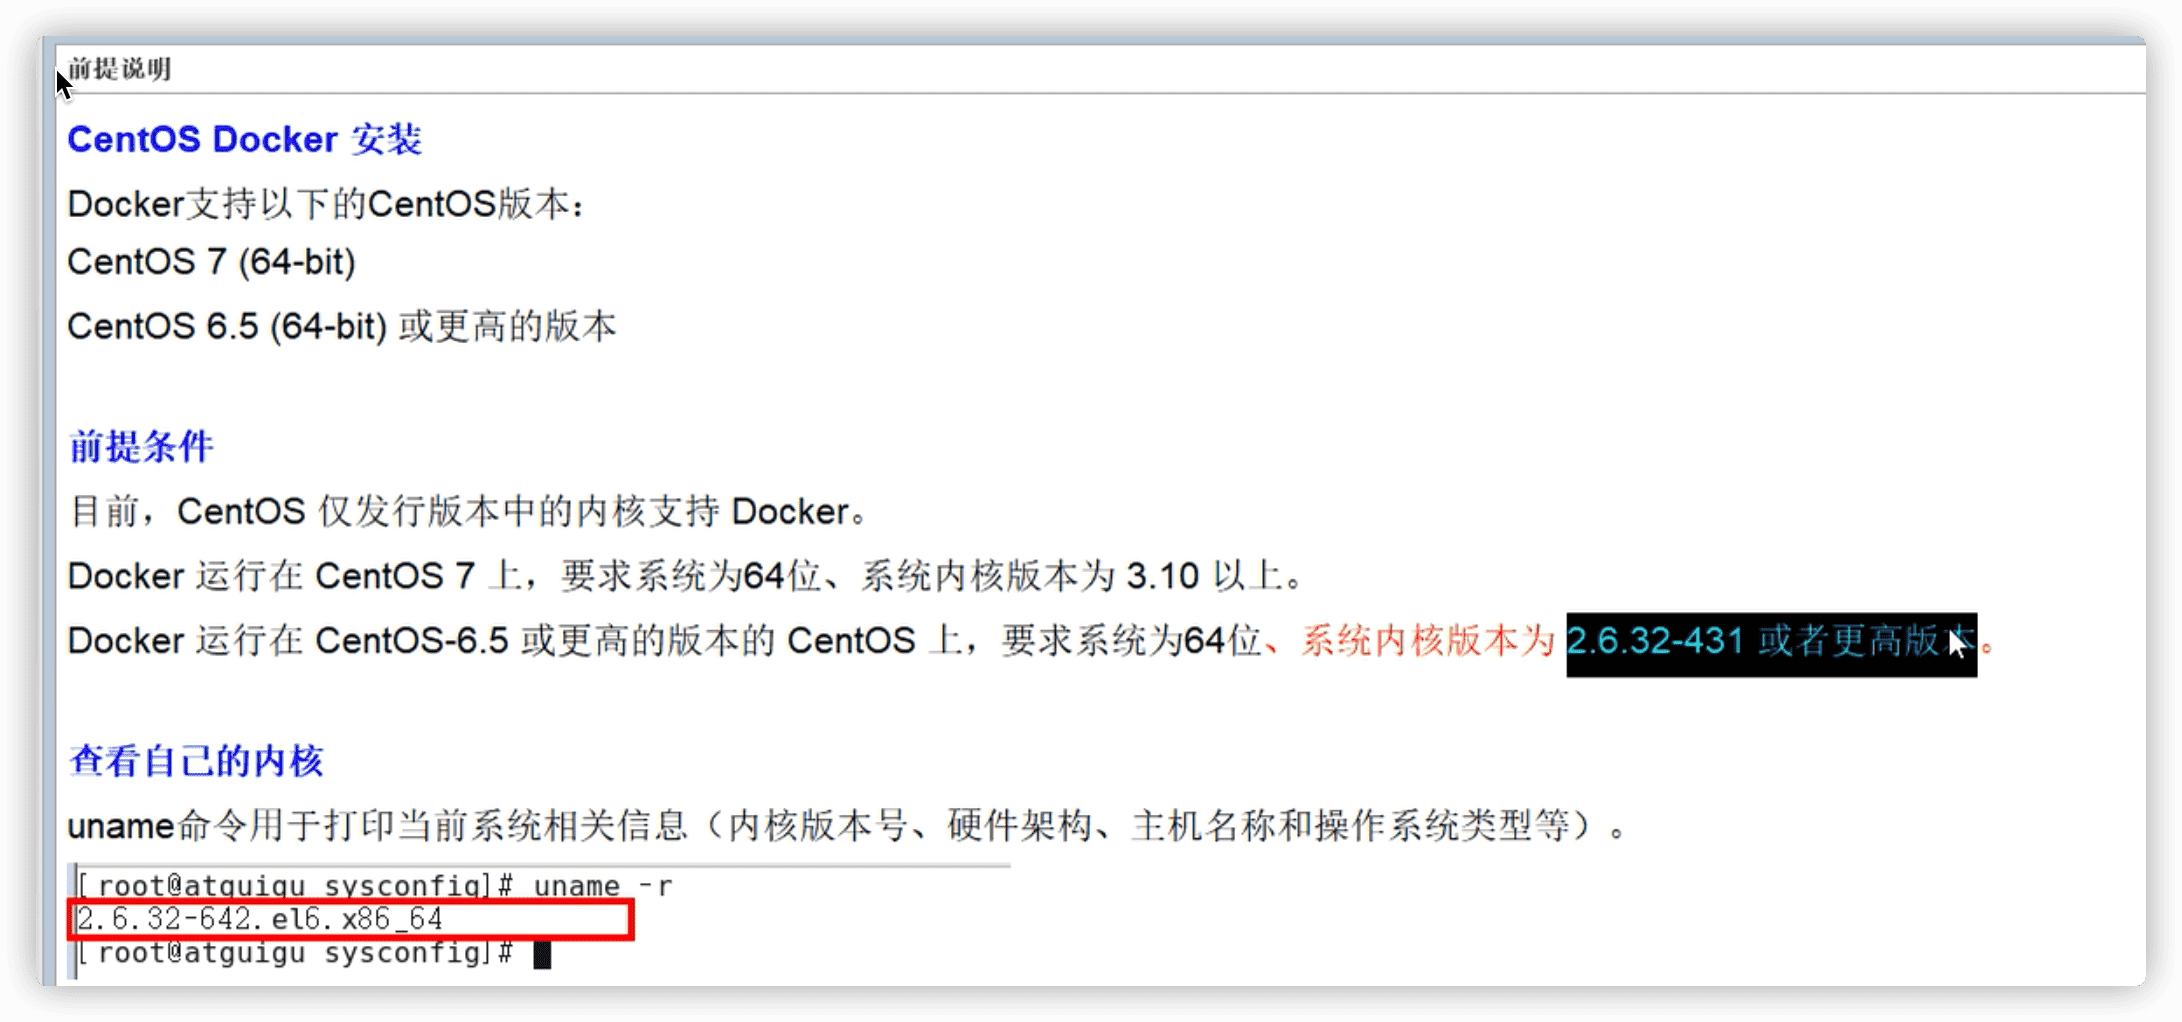 前提说明
CentOS Docker 安装
Docker支持以下的CentOS版本：
CentOS 7 (64-bit)
CentOS 6.5 (64-bit) 或更高的版本
前提条件
目前，CentOS 仅发行版本中的内核支持 Docker。
Docker 运行在 CentOS 7 上，要求系统为64位、系统内核版本为 3.10 以上。
Docker 运行在 CentOS-6.5 或更高的版本的 CentOS 上，要求系统为64位、系统内核版本为 2.6.32-431 或者更高版本。
查看自己的内核
uname命令用于打印当前系统相关信息（内核版本号、硬件架构、主机名称和操作系统类型等）。
[root@atguigu sysconfig]# uname -r
2.6.32-642.el6.x86_64
[root@atguigu sysconfig]#